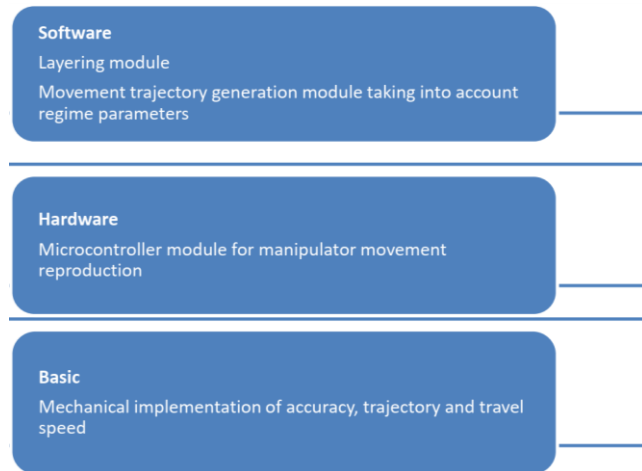 Software
Layering module
Movement trajectory generation module taking into account
regime parameters
Hardware
Microcontroller module for manipulator movement
reproduction
Basic
Mechanical implementation of accuracy, trajectory and travel
speed